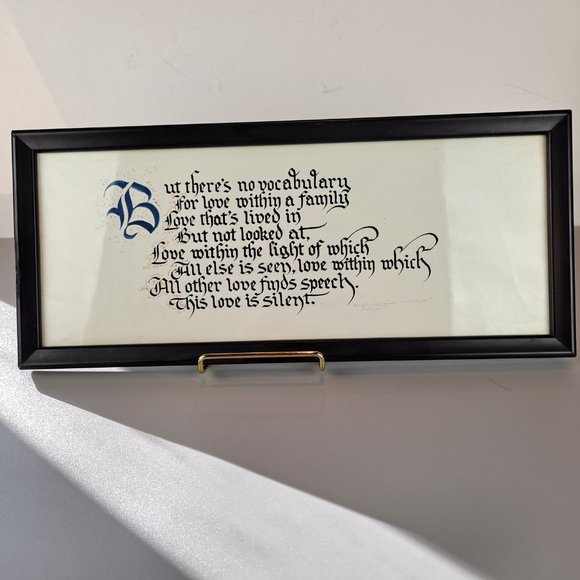 But there's no vocabulary
For love within a family
Love that's lived in
But not looked at,
Love within the light of which
All else is seen, love within which
All other love finds speech.
This love is silent.